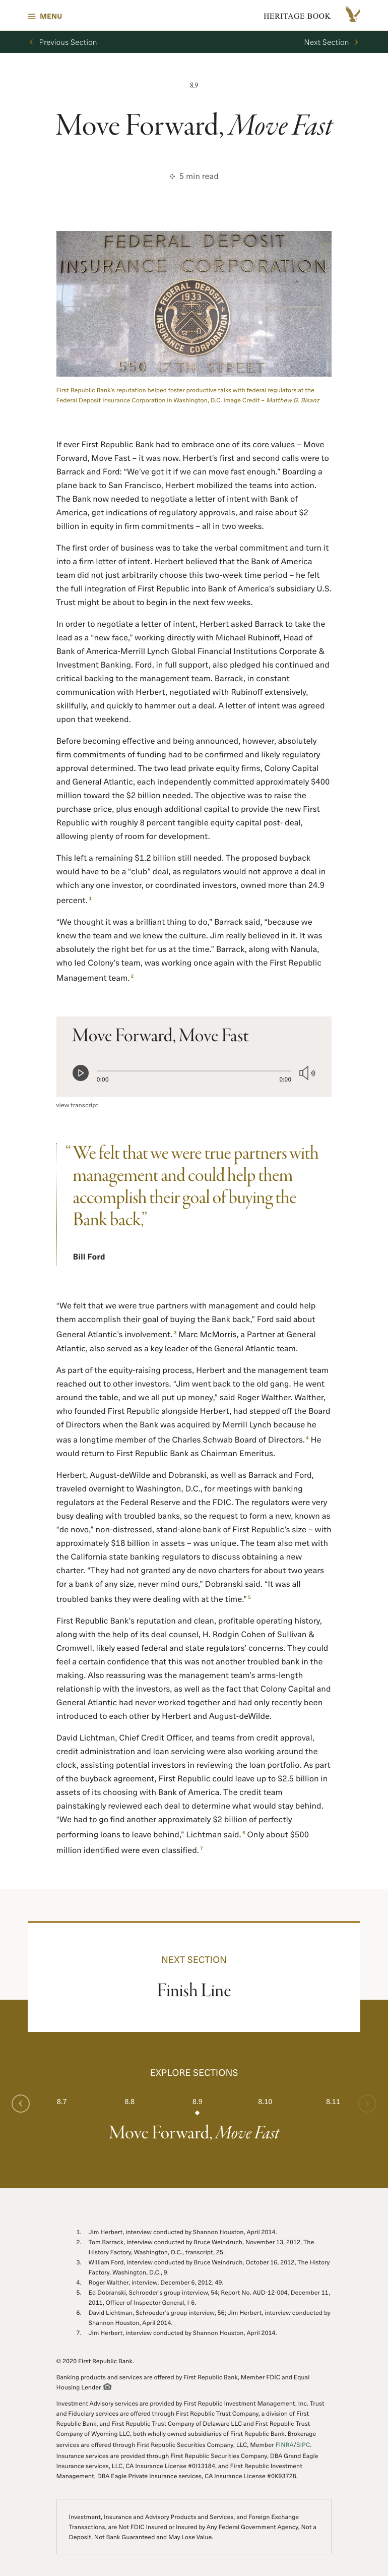 MENU
HERITAGE BOOK
Previous Section
Next Section
8.9
Move Forward, Move Fast
5 min read
FEDERAL DEPOSIT
INSURANCE CORPORATION
FEDERAL DEPOSIT
1933
INSURANCE CORPORATION
550 17TH STREET
First Republic Bank’s reputation helped foster productive talks with federal regulators at the
Federal Deposit Insurance Corporation in Washington, D.C. Image Credit – Matthew G. Bisanz
If ever First Republic Bank had to embrace one of its core values – Move
Forward, Move Fast – it was now. Herbert’s first and second calls were to
Barrack and Ford: “We’ve got it if we can move fast enough.” Boarding a
plane back to San Francisco, Herbert mobilized the teams into action.
The Bank now needed to negotiate a letter of intent with Bank of
America, get indications of regulatory approvals, and raise about $2
billion in equity in firm commitments – all in two weeks.
The first order of business was to take the verbal commitment and turn it
into a firm letter of intent. Herbert believed that the Bank of America
team did not just arbitrarily choose this two-week time period – he felt
the full integration of First Republic into Bank of America’s subsidiary U.S.
Trust might be about to begin in the next few weeks.
In order to negotiate a letter of intent, Herbert asked Barrack to take the
lead as a “new face,” working directly with Michael Rubinoff, Head of
Bank of America-Merrill Lynch Global Financial Institutions Corporate &
Investment Banking. Ford, in full support, also pledged his continued and
critical backing to the management team. Barrack, in constant
communication with Herbert, negotiated with Rubinoff extensively,
skillfully, and quickly to hammer out a deal. A letter of intent was agreed
upon that weekend.
Before becoming effective and being announced, however, absolutely
firm commitments of funding had to be confirmed and likely regulatory
approval determined. The two lead private equity firms, Colony Capital
and General Atlantic, each independently committed approximately $400
million toward the $2 billion needed. The objective was to raise the
purchase price, plus enough additional capital to provide the new First
Republic with roughly 8 percent tangible equity capital post- deal,
allowing plenty of room for development.
This left a remaining $1.2 billion still needed. The proposed buyback
would have to be a “club” deal, as regulators would not approve a deal in
which any one investor, or coordinated investors, owned more than 24.9
percent. 1
“We thought it was a brilliant thing to do,” Barrack said, “because we
knew the team and we knew the culture. Jim really believed in it. It was
absolutely the right bet for us at the time.” Barrack, along with Nanula,
who led Colony’s team, was working once again with the First Republic
Management team. 2
Move Forward, Move Fast
0:00
0:00
view transcript
“We felt that we were true partners with
management and could help them
accomplish their goal of buying the
Bank back,”
Bill Ford
“We felt that we were true partners with management and could help
them accomplish their goal of buying the Bank back,” Ford said about
General Atlantic’s involvement. 3 Marc McMorris, a Partner at General
Atlantic, also served as a key leader of the General Atlantic team.
As part of the equity-raising process, Herbert and the management team
reached out to other investors. “Jim went back to the old gang. He went
around the table, and we all put up money,” said Roger Walther. Walther,
who founded First Republic alongside Herbert, had stepped off the Board
of Directors when the Bank was acquired by Merrill Lynch because he
was a longtime member of the Charles Schwab Board of Directors. 4 He
would return to First Republic Bank as Chairman Emeritus.
Herbert, August-deWilde and Dobranski, as well as Barrack and Ford,
traveled overnight to Washington, D.C., for meetings with banking
regulators at the Federal Reserve and the FDIC. The regulators were very
busy dealing with troubled banks, so the request to form a new, known as
“de novo,” non-distressed, stand-alone bank of First Republic’s size – with
approximately $18 billion in assets – was unique. The team also met with
the California state banking regulators to discuss obtaining a new
charter. “They had not granted any de novo charters for about two years
for a bank of any size, never mind ours,” Dobranski said. “It was all
troubled banks they were dealing with at the time.” 5
First Republic Bank’s reputation and clean, profitable operating history,
along with the help of its deal counsel, H. Rodgin Cohen of Sullivan &
Cromwell, likely eased federal and state regulators’ concerns. They could
feel a certain confidence that this was not another troubled bank in the
making. Also reassuring was the management team’s arms-length
relationship with the investors, as well as the fact that Colony Capital and
General Atlantic had never worked together and had only recently been
introduced to each other by Herbert and August-deWilde.
David Lichtman, Chief Credit Officer, and teams from credit approval,
credit administration and loan servicing were also working around the
clock, assisting potential investors in reviewing the loan portfolio. As part
of the buyback agreement, First Republic could leave up to $2.5 billion in
assets of its choosing with Bank of America. The credit team
painstakingly reviewed each deal to determine what would stay behind.
“We had to go find another approximately $2 billion of perfectly
performing loans to leave behind,” Lichtman said. 6 Only about $500
million identified were even classified. 7
NEXT SECTION
Finish Line
EXPLORE SECTIONS
8.7
8.8
8.9
8.10
8.11
Move Forward, Move Fast
1. Jim Herbert, interview conducted by Shannon Houston, April 2014.
2. Tom Barrack, interview conducted by Bruce Weindruch, November 13, 2012, The
History Factory, Washington, D.C., transcript, 25.
3. William Ford, interview conducted by Bruce Weindruch, October 16, 2012, The History
Factory, Washington, D.C., 9.
4. Roger Walther, interview, December 6, 2012, 49.
5. Ed Dobranski, Schroeder’s group interview, 54; Report No. AUD-12-004, December 11,
2011, Officer of Inspector General, I-6.
6. David Lichtman, Schroeder’s group interview, 56; Jim Herbert, interview conducted by
Shannon Houston, April 2014.
7. Jim Herbert, interview conducted by Shannon Houston, April 2014.
© 2020 First Republic Bank.
Banking products and services are offered by First Republic Bank, Member FDIC and Equal
Housing Lender
Investment Advisory services are provided by First Republic Investment Management, Inc. Trust
and Fiduciary services are offered through First Republic Trust Company, a division of First
Republic Bank, and First Republic Trust Company of Delaware LLC and First Republic Trust
Company of Wyoming LLC, both wholly owned subsidiaries of First Republic Bank. Brokerage
services are offered through First Republic Securities Company, LLC, Member FINRA/SIPC.
Insurance services are provided through First Republic Securities Company, DBA Grand Eagle
Insurance services, LLC, CA Insurance License #0I13184, and First Republic Investment
Management, DBA Eagle Private Insurance services, CA Insurance License #0K93728.
Investment, Insurance and Advisory Products and Services, and Foreign Exchange
Transactions, are Not FDIC Insured or Insured by Any Federal Government Agency, Not a
Deposit, Not Bank Guaranteed and May Lose Value.